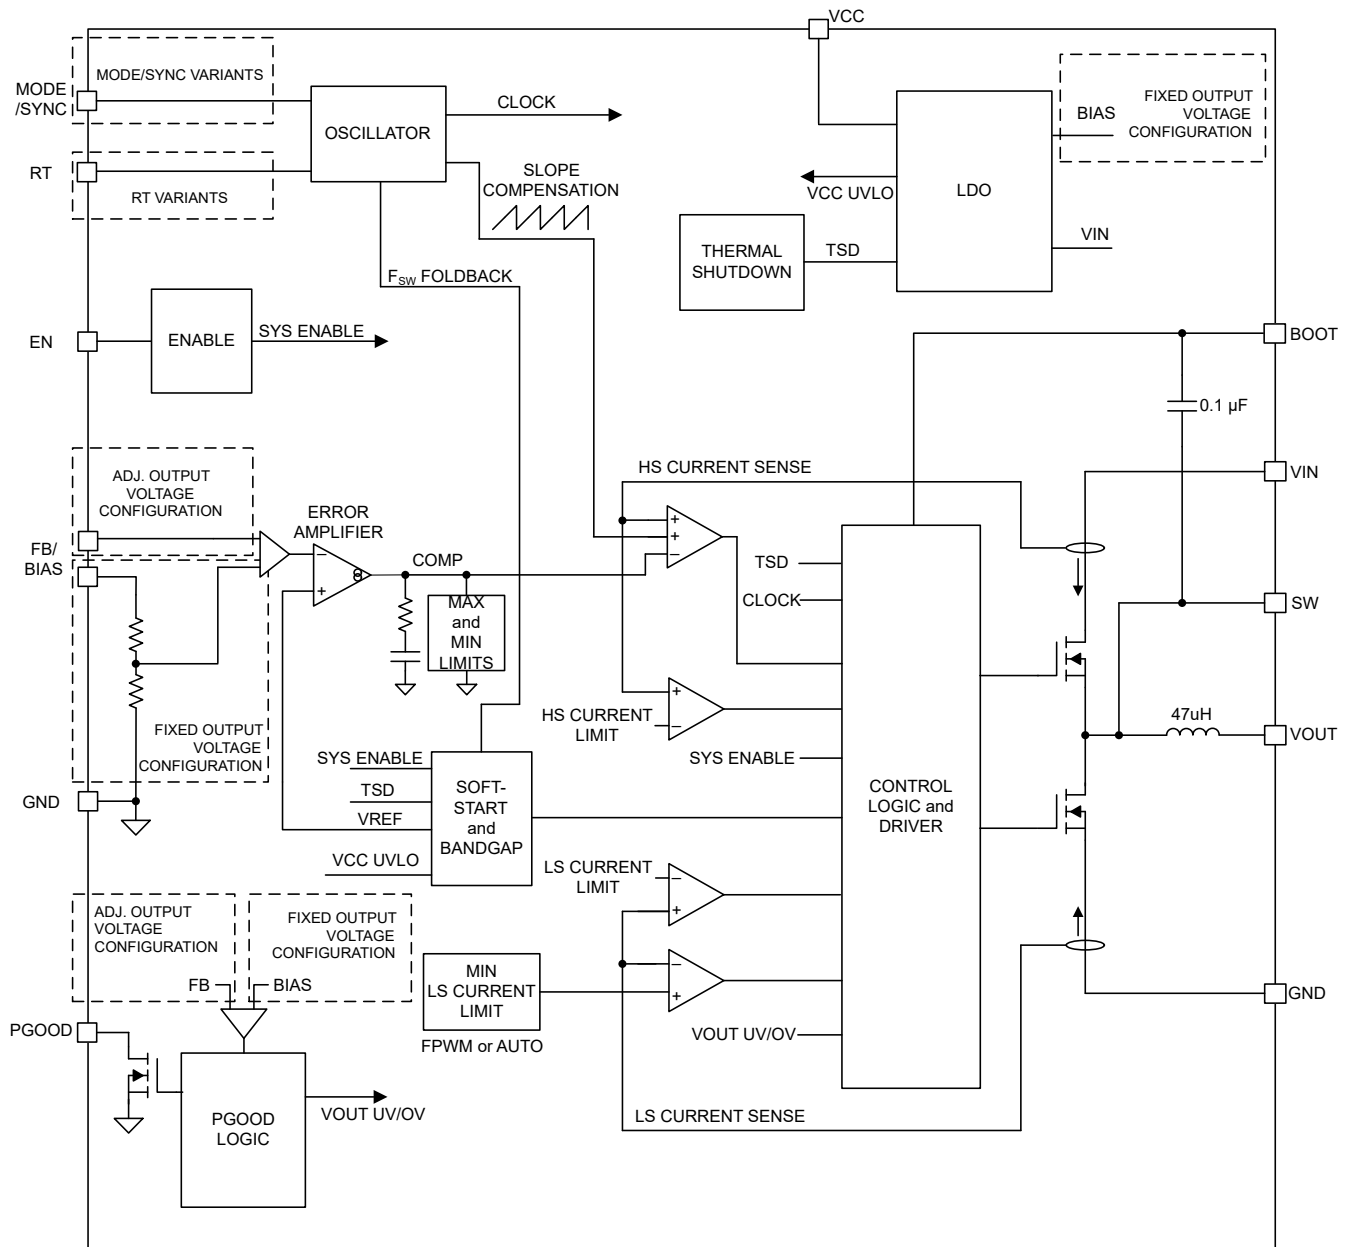 VCC
MODE/SYNC VARIANTS
MODE
/SYNC
OSCILLATOR
CLOCK
BIAS
FIXED OUTPUT
VOLTAGE
CONFIGURATION
RT
RT VARIANTS
SLOPE
COMPENSATION
VCC UVLO
LDO
THERMAL
SHUTDOWN
TSD
VIN
FSW FOLDBACK
EN
ENABLE
SYS ENABLE
BOOT
0.1 µF
ADJ. OUTPUT
VOLTAGE
CONFIGURATION
HS CURRENT SENSE
VIN
ERROR
AMPLIFIER
FB/
BIAS
−
+
COMP
+
+
−
TSD
CLOCK
SW
MAX
and
MIN
LIMITS
FIXED OUTPUT
VOLTAGE
CONFIGURATION
HS CURRENT
LIMIT
+
−
47uH
VOUT
SYS ENABLE
SYS ENABLE
TSD
VREF
VCC UVLO
SOFT-
START
and
BANDGAP
CONTROL
LOGIC and
DRIVER
GND
LS CURRENT
LIMIT
−
+
ADJ. OUTPUT
VOLTAGE
CONFIGURATION
FIXED OUTPUT
VOLTAGE
CONFIGURATION
FB
BIAS
MIN
LS CURRENT
LIMIT
−
+
FPWM or AUTO
GND
PGOOD
VOUT UV/OV
PGOOD
LOGIC
VOUT UV/OV
LS CURRENT SENSE